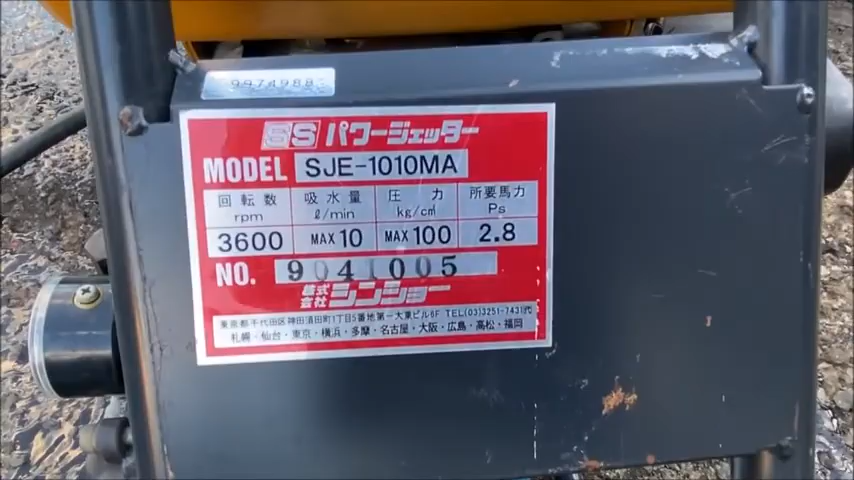 9974988
SS パワージェッター
MODEL SJE-1010MA
回転数 吸水量 圧力 所要馬力
rpm ℓ/min kg/c㎡ Ps
3600 MAX 10 MAX 100 2.8
NO. 9041005
株式会社 シンショー
東京都千代田区神田須田町1丁目5番地第一大東ビル6F TEL(03)3251-7431代
札幌・仙台・東京・横浜・多摩・名古屋・大阪・広島・高松・福岡